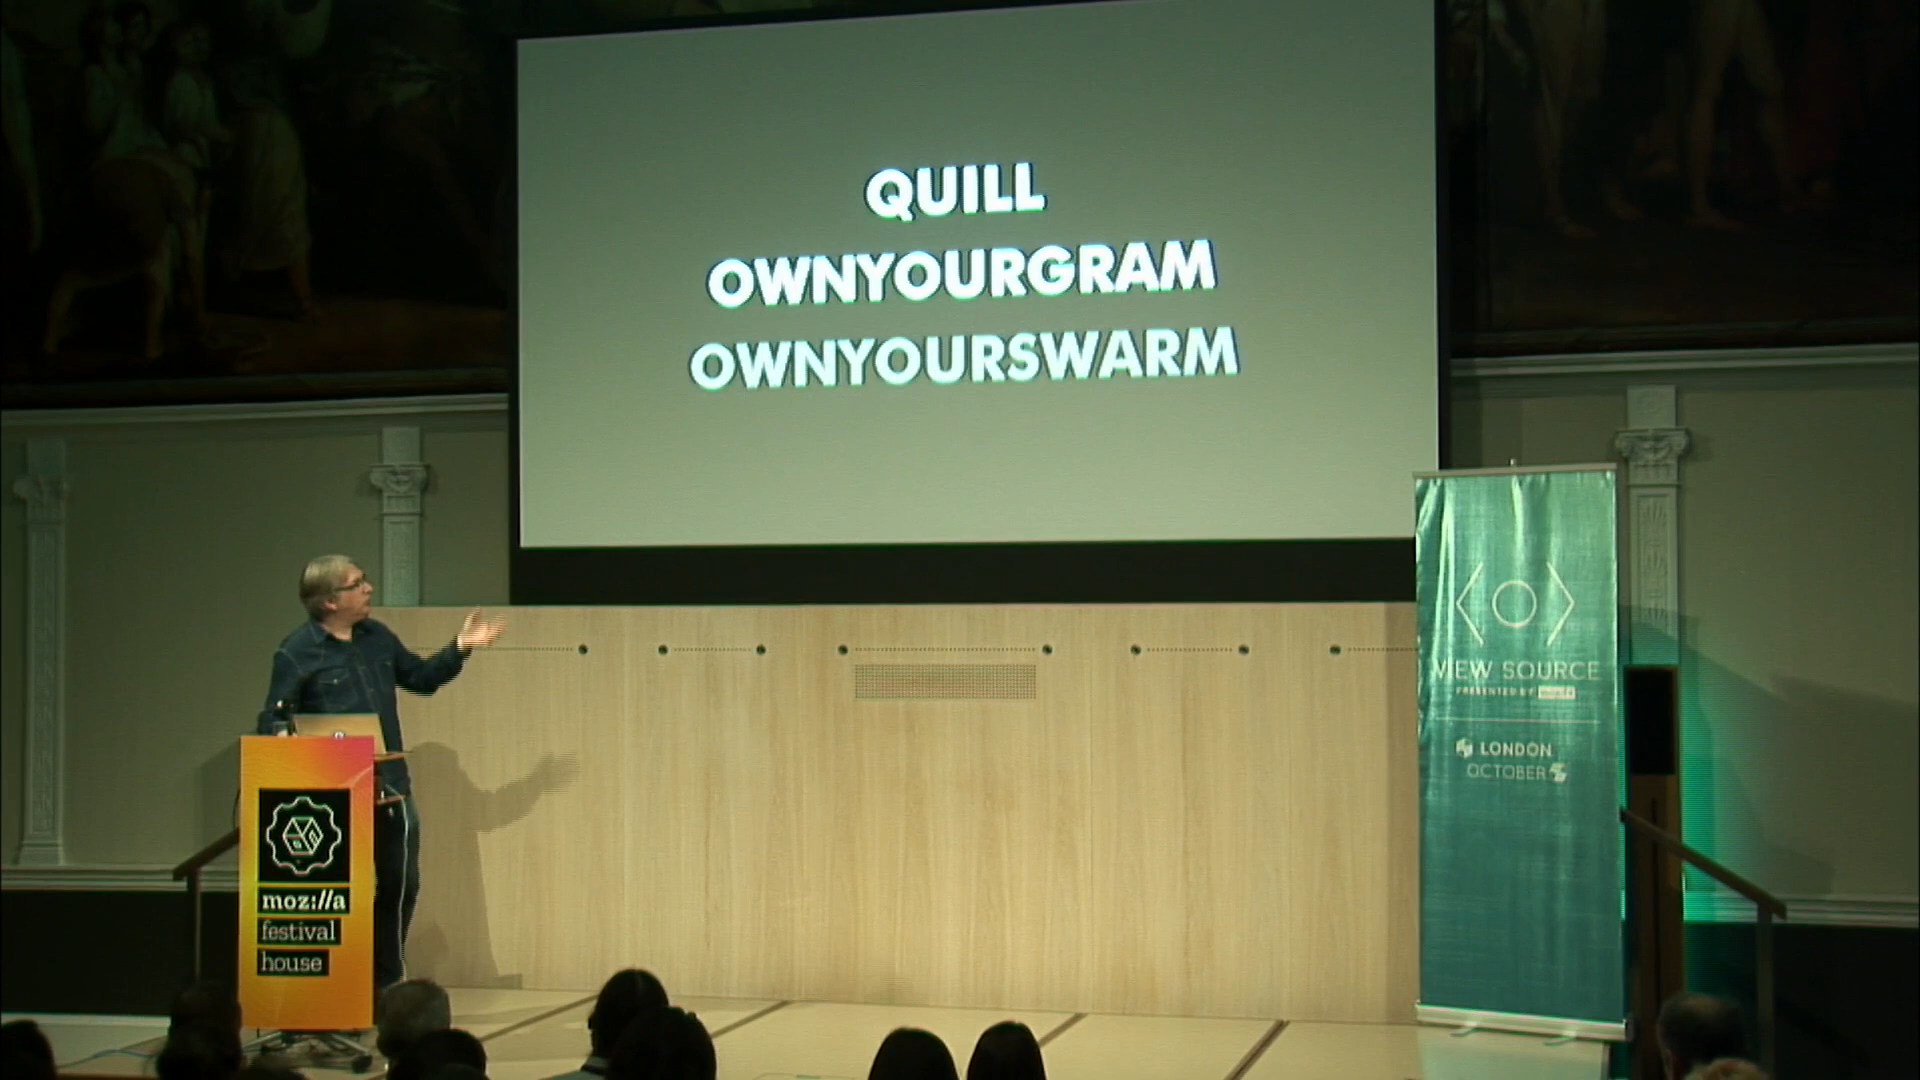 QUILL
OWNYOURGRAM
OWNYOURSWARM
VIEW SOURCE
PRESENTED BY
LONDON
OCTOBER
moz://a
festival
house